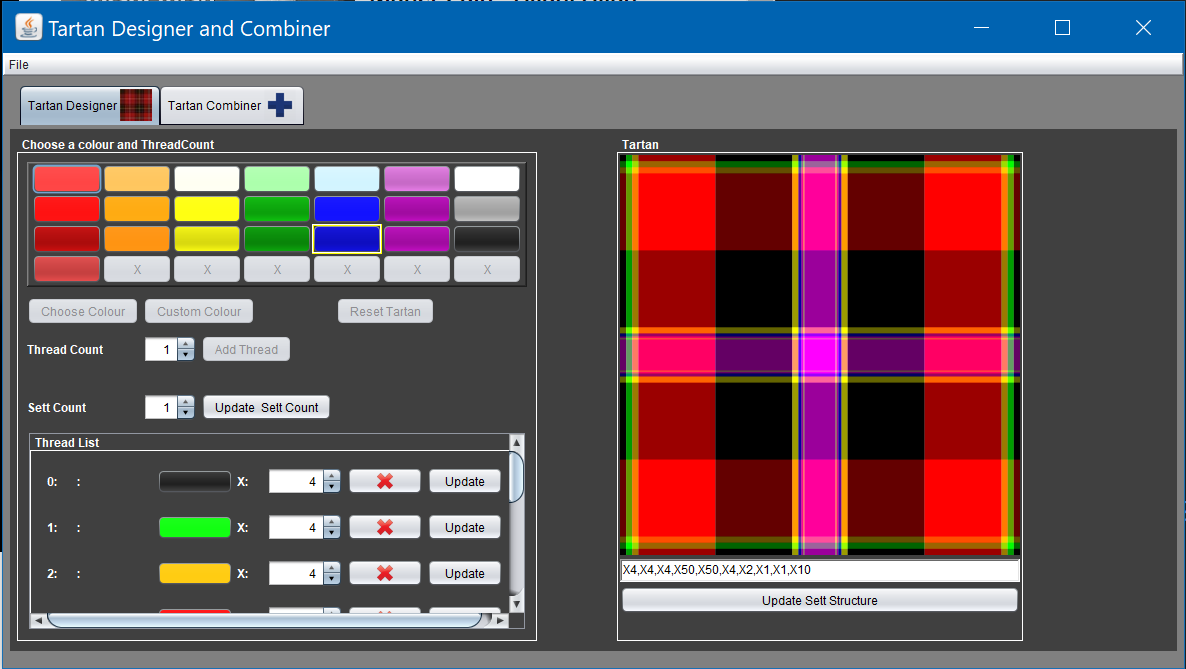 Tartan Designer and Combiner
File
Tartan Designer
Tartan Combiner
Choose a colour and ThreadCount
X X X X X X
Choose Colour Custom Colour Reset Tartan
Thread Count 1 Add Thread
Sett Count 1 Update Sett Count
Thread List
0: : X: 4 Update
1: : X: 4 Update
2: : X: 4 Update
Tartan
X4,X4,X4,X50,X50,X4,X2,X1,X1,X10
Update Sett Structure